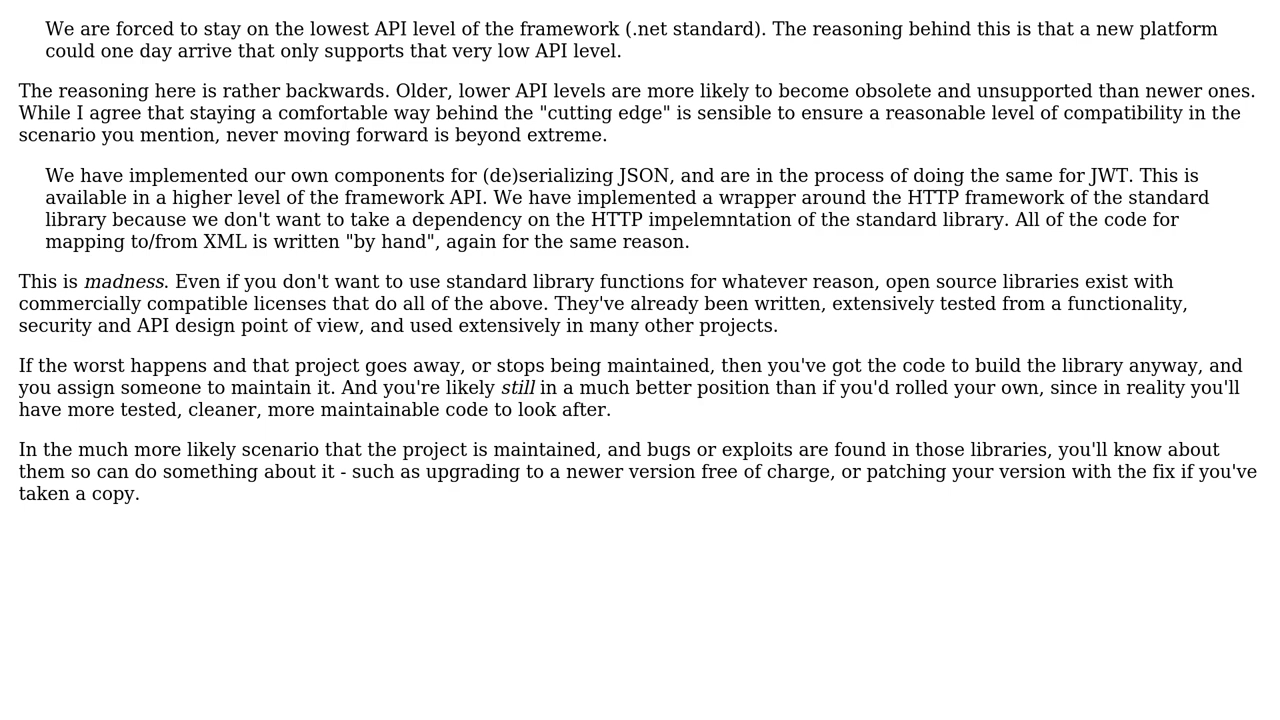 We are forced to stay on the lowest API level of the framework (.net standard). The reasoning behind this is that a new platform
could one day arrive that only supports that very low API level.
The reasoning here is rather backwards. Older, lower API levels are more likely to become obsolete and unsupported than newer ones.
While I agree that staying a comfortable way behind the "cutting edge" is sensible to ensure a reasonable level of compatibility in the
scenario you mention, never moving forward is beyond extreme.
We have implemented our own components for (de)serializing JSON, and are in the process of doing the same for JWT. This is
available in a higher level of the framework API. We have implemented a wrapper around the HTTP framework of the standard
library because we don't want to take a dependency on the HTTP impelemntation of the standard library. All of the code for
mapping to/from XML is written "by hand", again for the same reason.
This is madness. Even if you don't want to use standard library functions for whatever reason, open source libraries exist with
commercially compatible licenses that do all of the above. They've already been written, extensively tested from a functionality,
security and API design point of view, and used extensively in many other projects.
If the worst happens and that project goes away, or stops being maintained, then you've got the code to build the library anyway, and
you assign someone to maintain it. And you're likely still in a much better position than if you'd rolled your own, since in reality you'll
have more tested, cleaner, more maintainable code to look after.
In the much more likely scenario that the project is maintained, and bugs or exploits are found in those libraries, you'll know about
them so can do something about it - such as upgrading to a newer version free of charge, or patching your version with the fix if you've
taken a copy.